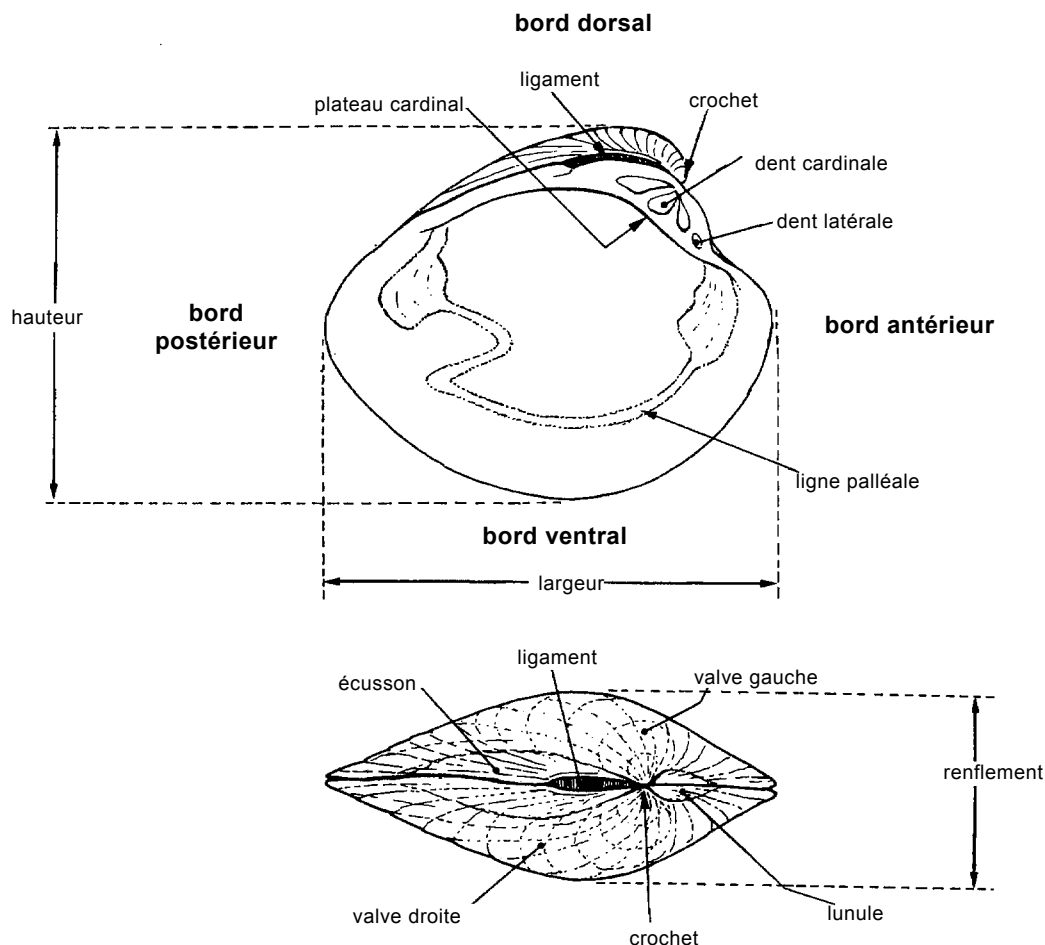 bord dorsal
ligament
plateau cardinal
crochet
dent cardinale
dent latérale
hauteur
bord
postérieur
bord antérieur
ligne palléale
bord ventral
largeur
ligament
écusson
valve gauche
renflement
valve droite
lunule
crochet